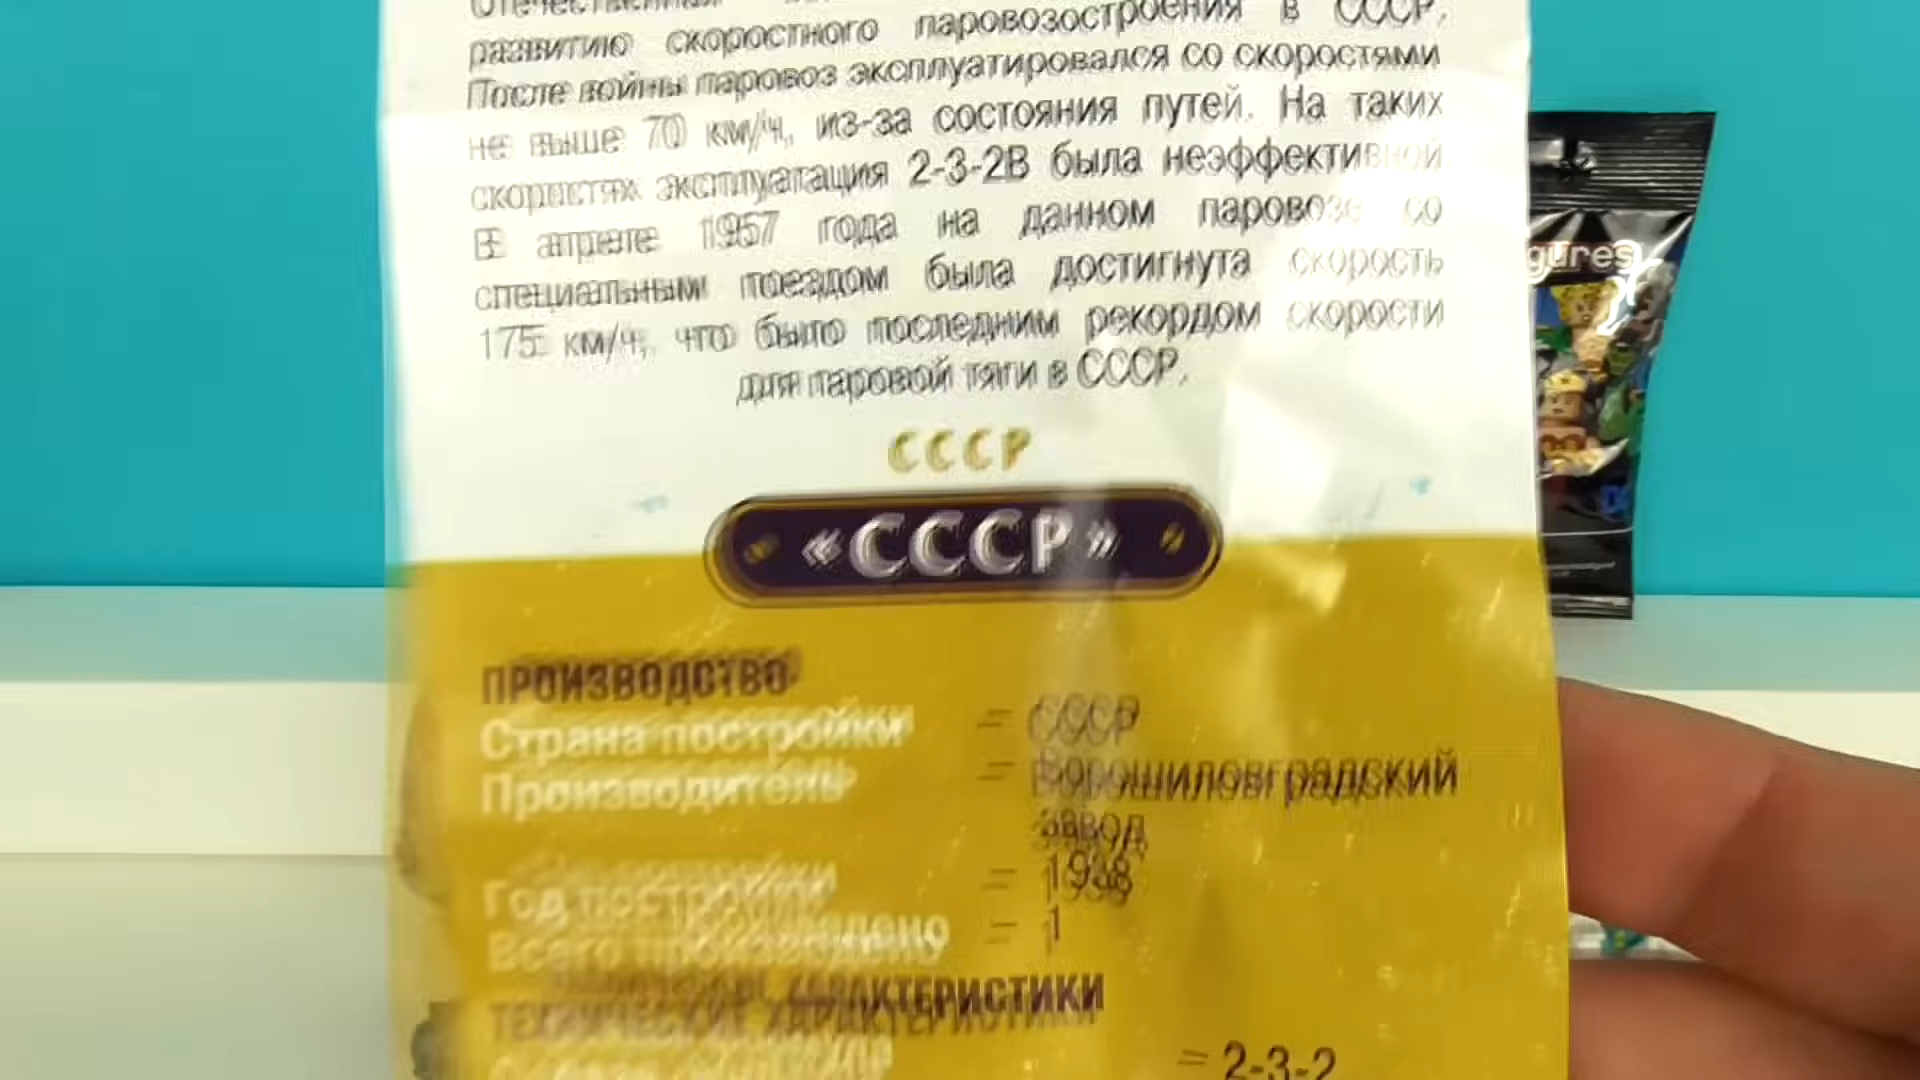 Отечественная
развитию скоростного паровозостроения в СССР.
После войны паровоз эксплуатировался со скоростями
не выше 70 км/ч, из-за состояния путей. На таких
скоростях эксплуатация 2-3-2В была неэффективной
В апреле 1957 года на данном паровозе со
специальным поездом была достигнута скорость
175 км/ч, что было последним рекордом скорости
для паровой тяги в СССР.
СССР
«СССР»
ПРОИЗВОДСТВО
Страна постройки = СССР
Производитель = Ворошиловградский
завод
Год постройки = 1938
Всего произведено = 1
ТЕХНИЧЕСКИЕ ХАРАКТЕРИСТИКИ
= 2-3-2
gures